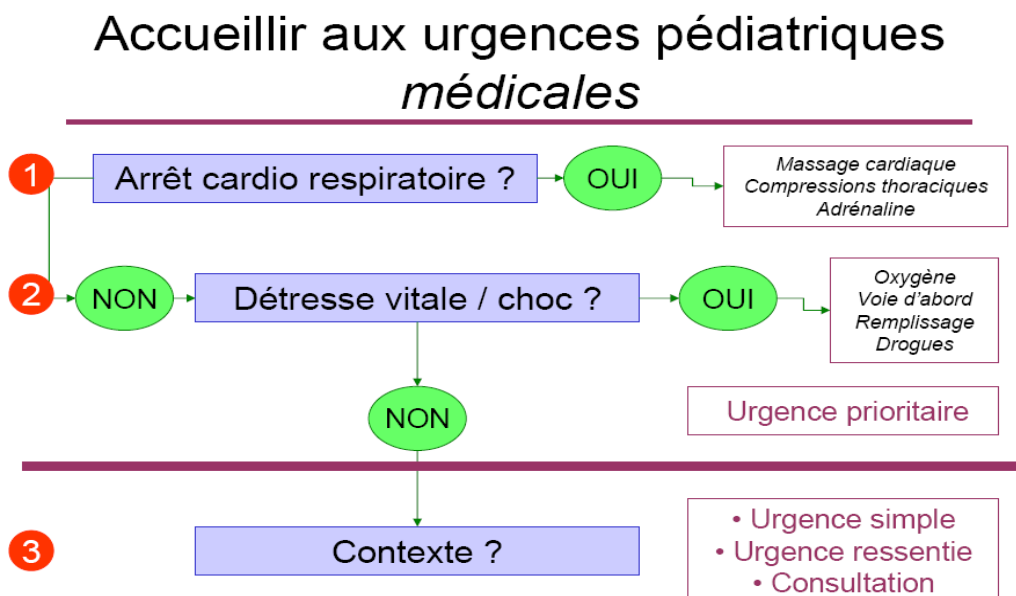 Accueillir aux urgences pédiatriques
médicales
1
Arrêt cardio respiratoire ?
OUI
Massage cardiaque
Compressions thoraciques
Adrénaline
2
NON
Détresse vitale / choc ?
OUI
Oxygène
Voie d'abord
Remplissage
Drogues
NON
Urgence prioritaire
3
Contexte ?
• Urgence simple
• Urgence ressentie
• Consultation